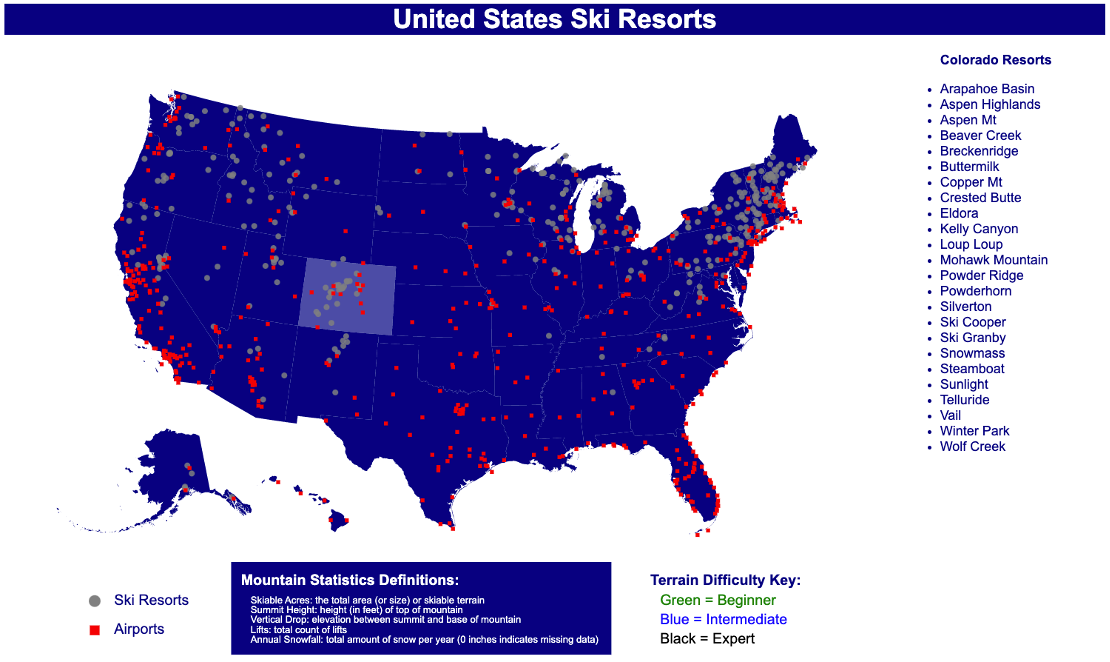 United States Ski Resorts
Colorado Resorts
Arapahoe Basin
Aspen Highlands
Aspen Mt
Beaver Creek
Breckenridge
Buttermilk
Copper Mt
Crested Butte
Eldora
Kelly Canyon
Loup Loup
Mohawk Mountain
Powder Ridge
Powderhorn
Silverton
Ski Cooper
Ski Granby
Snowmass
Steamboat
Sunlight
Telluride
Vail
Winter Park
Wolf Creek
Ski Resorts
Airports
Mountain Statistics Definitions:
Skiable Acres: the total area (or size) or skiable terrain
Summit Height: height (in feet) of top of mountain
Vertical Drop: elevation between summit and base of mountain
Lifts: total count of lifts
Annual Snowfall: total amount of snow per year (0 inches indicates missing data)
Terrain Difficulty Key:
Green = Beginner
Blue = Intermediate
Black = Expert